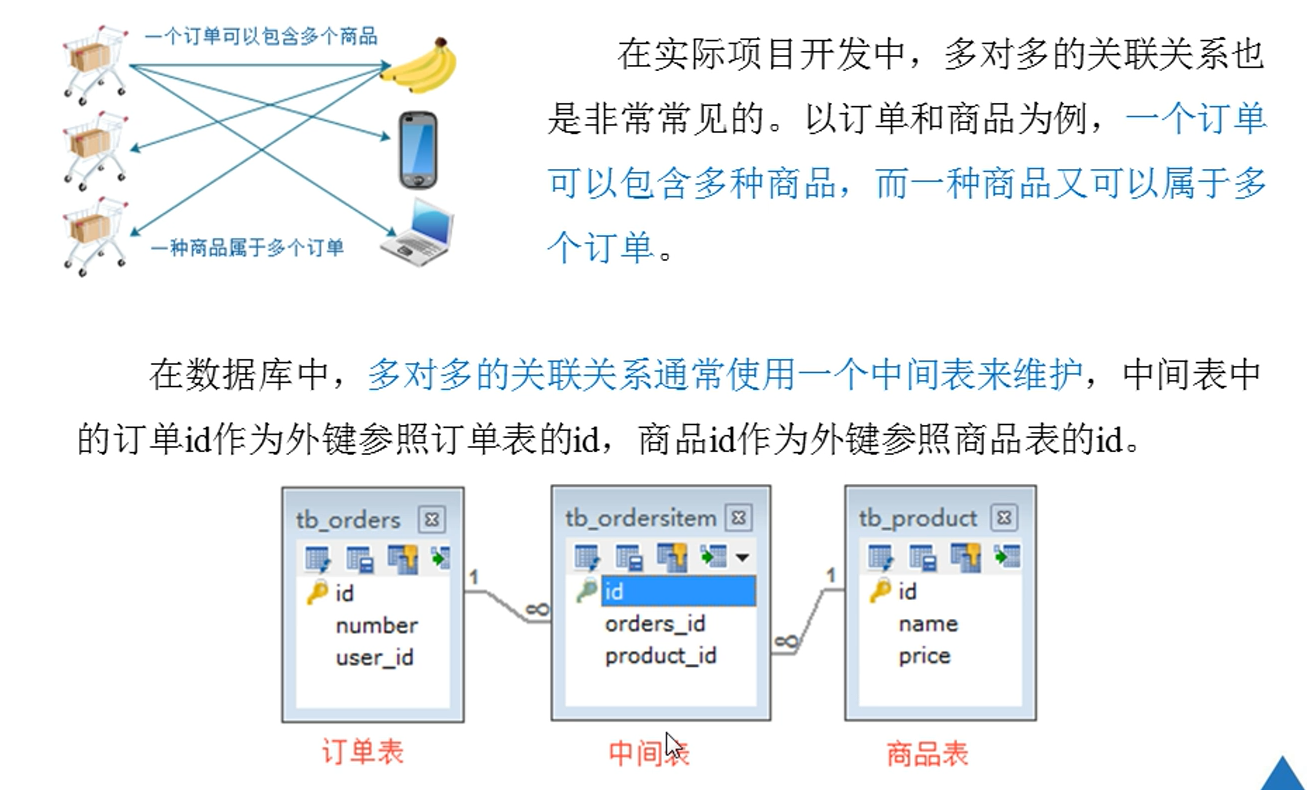 一个订单可以包含多个商品
一种商品属于多个订单
在实际项目开发中，多对多的关联关系也
是非常常见的。以订单和商品为例，一个订单
可以包含多种商品，而一种商品又可以属于多
个订单。
在数据库中，多对多的关联关系通常使用一个中间表来维护，中间表中
的订单id作为外键参照订单表的id，商品id作为外键参照商品表的id。
tb_orders
id
number
user_id
1
∞
tb_ordersitem
id
orders_id
product_id
∞
1
tb_product
id
name
price
订单表
中间表
商品表